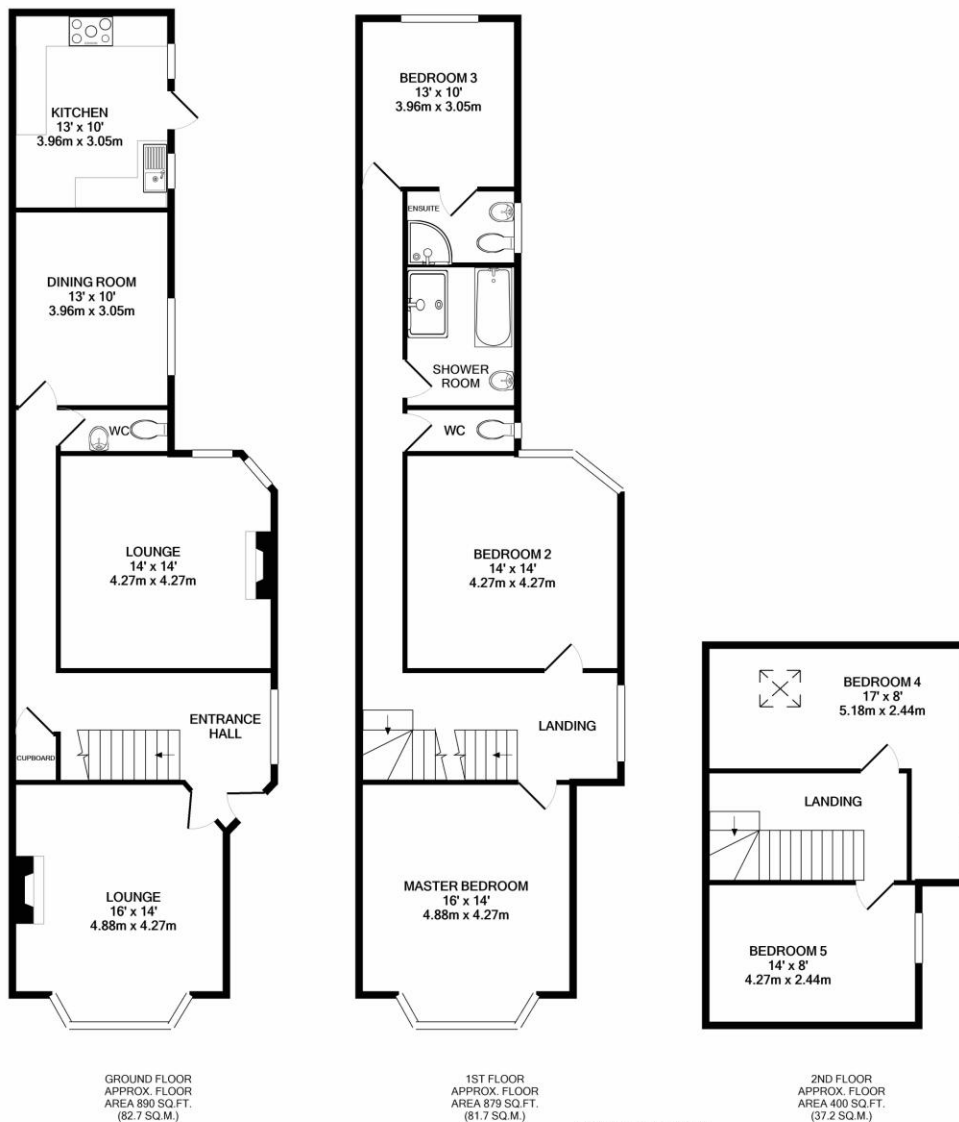 KITCHEN
13' x 10'
3.96m x 3.05m
DINING ROOM
13' x 10'
3.96m x 3.05m
WC
LOUNGE
14' x 14'
4.27m x 4.27m
ENTRANCE
HALL
CUPBOARD
LOUNGE
16' x 14'
4.88m x 4.27m
GROUND FLOOR
APPROX. FLOOR
AREA 890 SQ.FT.
(82.7 SQ.M.)
BEDROOM 3
13' x 10'
3.96m x 3.05m
ENSUITE
SHOWER
ROOM
WC
BEDROOM 2
14' x 14'
4.27m x 4.27m
LANDING
MASTER BEDROOM
16' x 14'
4.88m x 4.27m
1ST FLOOR
APPROX. FLOOR
AREA 879 SQ.FT.
(81.7 SQ.M.)
BEDROOM 4
17' x 8'
5.18m x 2.44m
LANDING
BEDROOM 5
14' x 8'
4.27m x 2.44m
2ND FLOOR
APPROX. FLOOR
AREA 400 SQ.FT.
(37.2 SQ.M.)